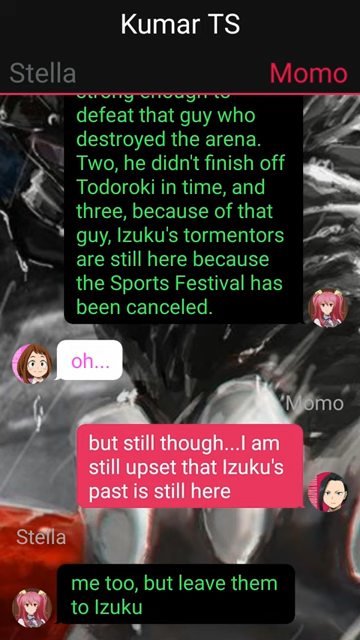 Kumar TS
Stella
Momo
strong enough to
defeat that guy who
destroyed the arena.
Two, he didn't finish off
Todoroki in time, and
three, because of that
guy, Izuku's tormentors
are still here because
the Sports Festival has
been canceled.
oh...
Momo
but still though...I am
still upset that Izuku's
past is still here
Stella
me too, but leave them
to Izuku